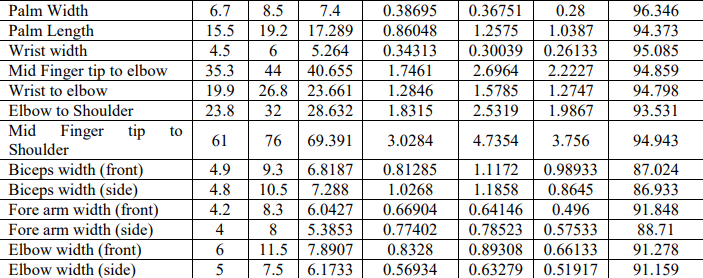 Palm Width 6.7 8.5 7.4 0.38695 0.36751 0.28 96.346
Palm Length 15.5 19.2 17.289 0.86048 1.2575 1.0387 94.373
Wrist width 4.5 6 5.264 0.34313 0.30039 0.26133 95.085
Mid Finger tip to elbow 35.3 44 40.655 1.7461 2.6964 2.2227 94.859
Wrist to elbow 19.9 26.8 23.661 1.2846 1.5785 1.2747 94.798
Elbow to Shoulder 23.8 32 28.632 1.8315 2.5319 1.9867 93.531
Mid Finger tip to
Shoulder 61 76 69.391 3.0284 4.7354 3.756 94.943
Biceps width (front) 4.9 9.3 6.8187 0.81285 1.1172 0.98933 87.024
Biceps width (side) 4.8 10.5 7.288 1.0268 1.1858 0.8645 86.933
Fore arm width (front) 4.2 8.3 6.0427 0.66904 0.64146 0.496 91.848
Fore arm width (side) 4 8 5.3853 0.77402 0.78523 0.57533 88.71
Elbow width (front) 6 11.5 7.8907 0.8328 0.89308 0.66133 91.278
Elbow width (side) 5 7.5 6.1733 0.56934 0.63279 0.51917 91.159